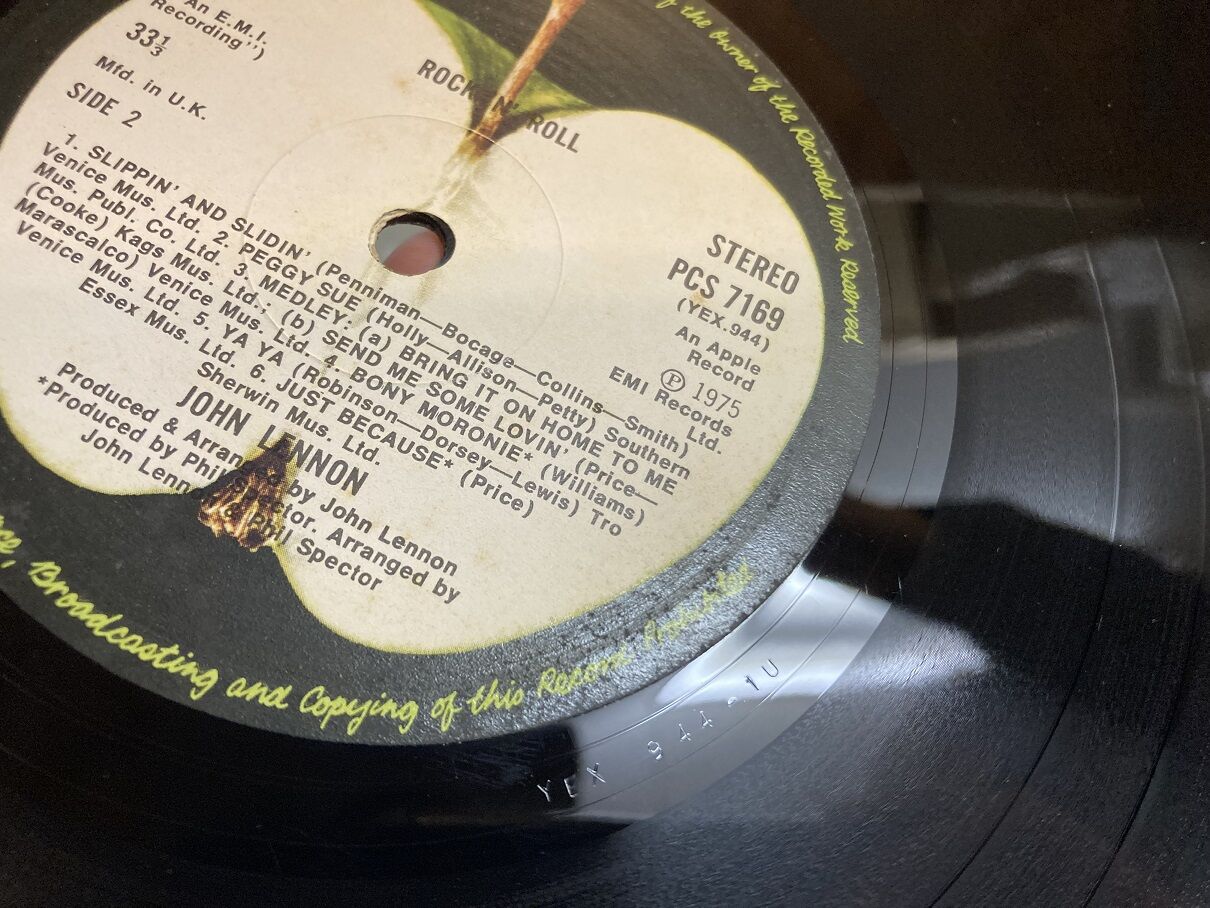 An E.M.I.
Recording")
33⅓
Mfd. in U.K.
SIDE 2
ROCK 'N' ROLL
STEREO
PCS 7169
(YEX.944)
An Apple
Record
Ⓟ 1975
EMI Records
Ltd.
1. SLIPPIN' AND SLIDIN' (Penniman—Bocage—Collins—Smith)
Venice Mus. Ltd. 2. PEGGY SUE (Holly—Allison—Petty) Southern
Mus. Publ. Co. Ltd. 3. MEDLEY: (a) BRING IT ON HOME TO ME
(Cooke) Kags Mus. Ltd.; (b) SEND ME SOME LOVIN' (Price—
Marascalco) Venice Mus. Ltd. 4. BONY MORONIE* (Williams)
Venice Mus. Ltd. 5. YA YA (Robinson—Dorsey—Lewis) Tro
Essex Mus. Ltd. 6. JUST BECAUSE* (Price)
Sherwin Mus. Ltd.
JOHN LENNON
Produced & Arranged by John Lennon
*Produced by Phil Spector. Arranged by
John Lennon & Phil Spector
of the owner of the Recorded Work Reserved
Broadcasting and Copying of this Record Prohibited
YEX 944-1U